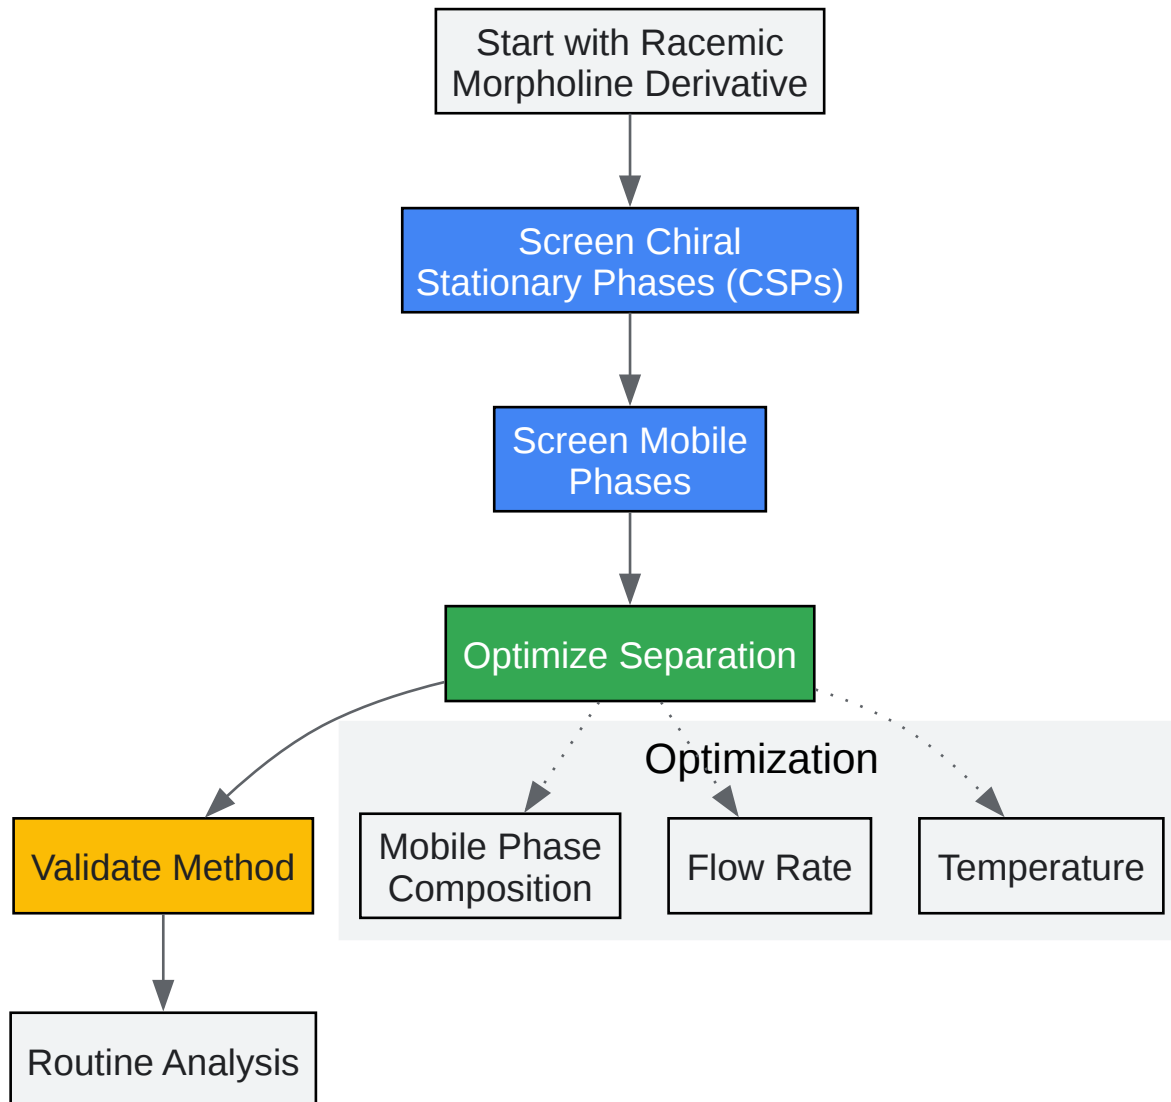 Start with Racemic
Morpholine Derivative
Screen Chiral
Stationary Phases (CSPs)
Screen Mobile
Phases
Optimize Separation
Optimization
Validate Method
Mobile Phase
Composition
Flow Rate
Temperature
Routine Analysis